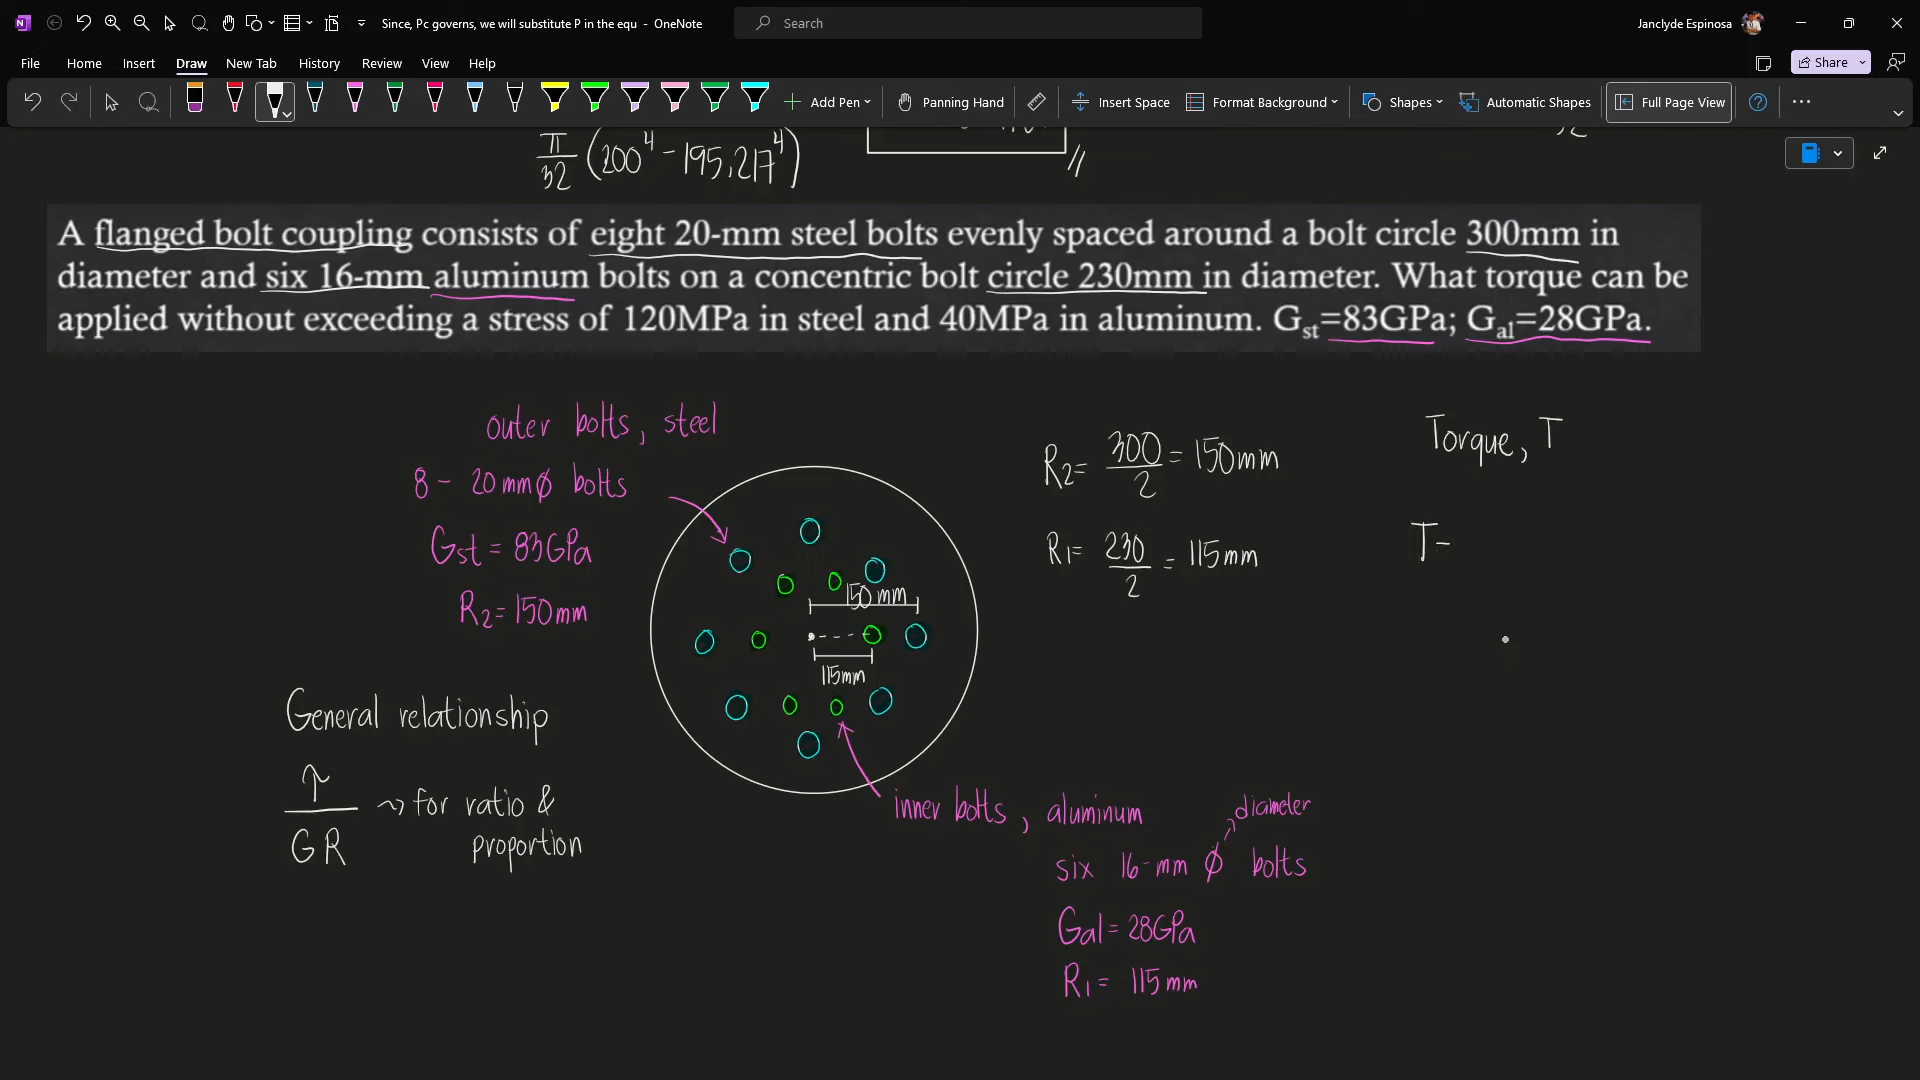 Since, Pc governs, we will substitute P in the equ - OneNote
Search
Janclyde Espinosa
File Home Insert Draw New Tab History Review View Help
Share
Add Pen
Panning Hand
Insert Space
Format Background
Shapes
Automatic Shapes
Full Page View
π/32 (200⁴ - 195.217⁴)
A flanged bolt coupling consists of eight 20-mm steel bolts evenly spaced around a bolt circle 300mm in
diameter and six 16-mm aluminum bolts on a concentric bolt circle 230mm in diameter. What torque can be
applied without exceeding a stress of 120MPa in steel and 40MPa in aluminum. Gst=83GPa; Gal=28GPa.
outer bolts, steel
8 - 20mmϕ bolts
Gst = 83GPa
R2 = 150mm
General relationship
τ/GR → for ratio &
proportion
150 mm
115mm
R2 = 300/2 = 150mm
R1 = 230/2 = 115mm
Torque, T
T=
inner bolts, aluminum
diameter
six 16-mm ϕ bolts
Gal = 28GPa
R1 = 115mm